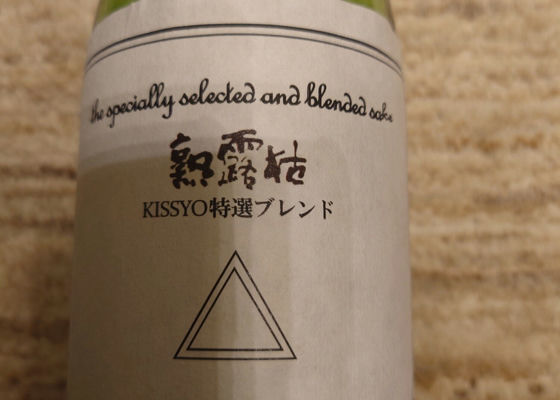 the specially selected and blended sake
熟露枯
KISSYO特選ブレンド